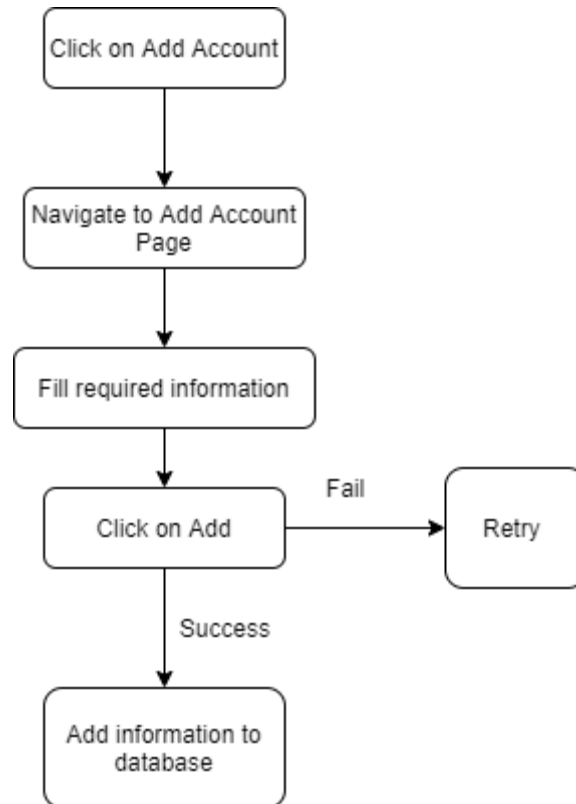 Click on Add Account
Navigate to Add Account
Page
Fill required information
Fail
Click on Add
Retry
Success
Add information to
database